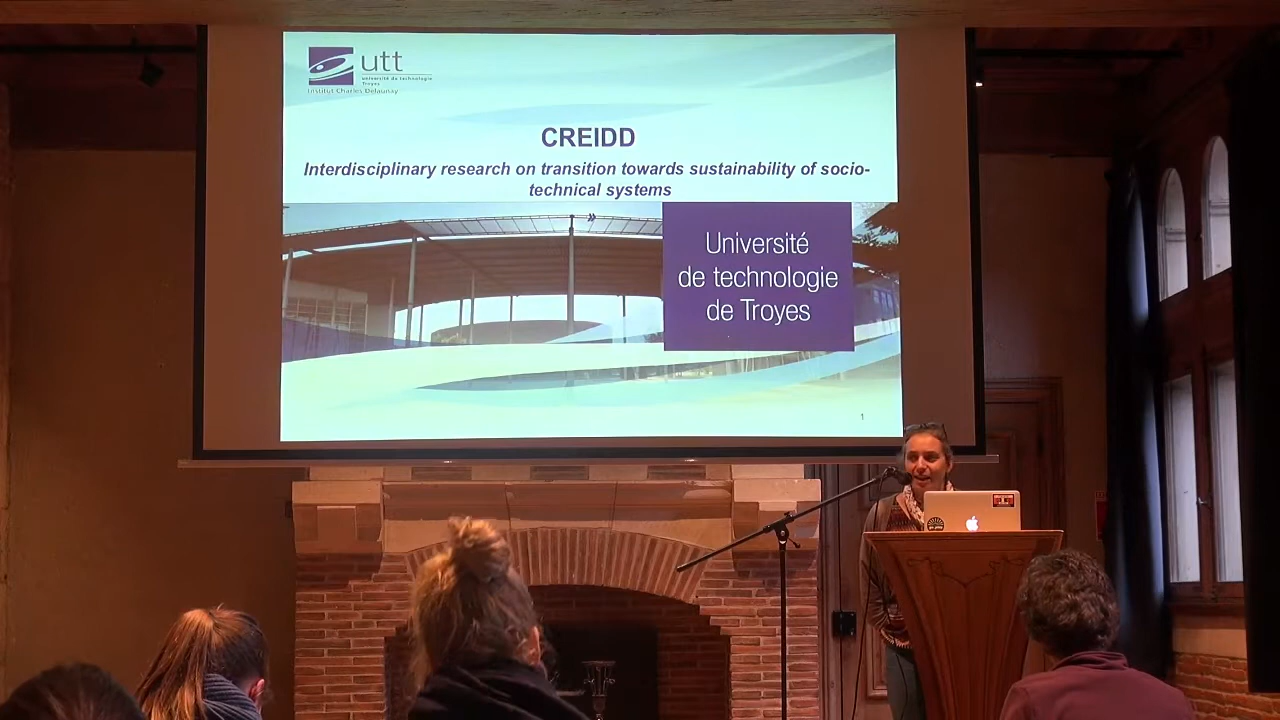 utt
université de technologie
Troyes
Institut Charles Delaunay
CREIDD
Interdisciplinary research on transition towards sustainability of socio-
technical systems
Université
de technologie
de Troyes
1